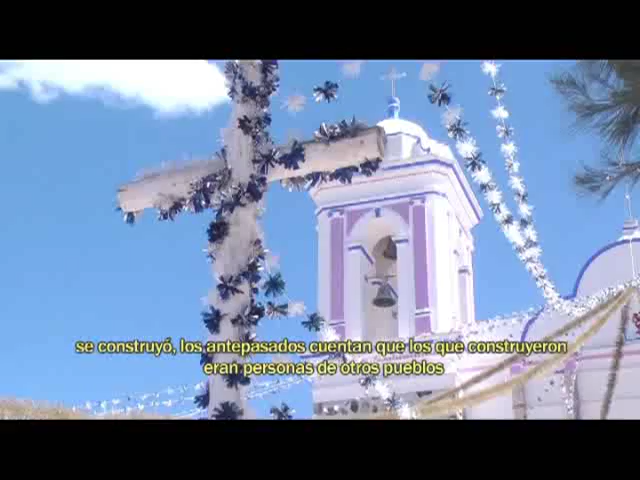 se construyó, los antepasados cuentan que los que construyeron
eran personas de otros pueblos